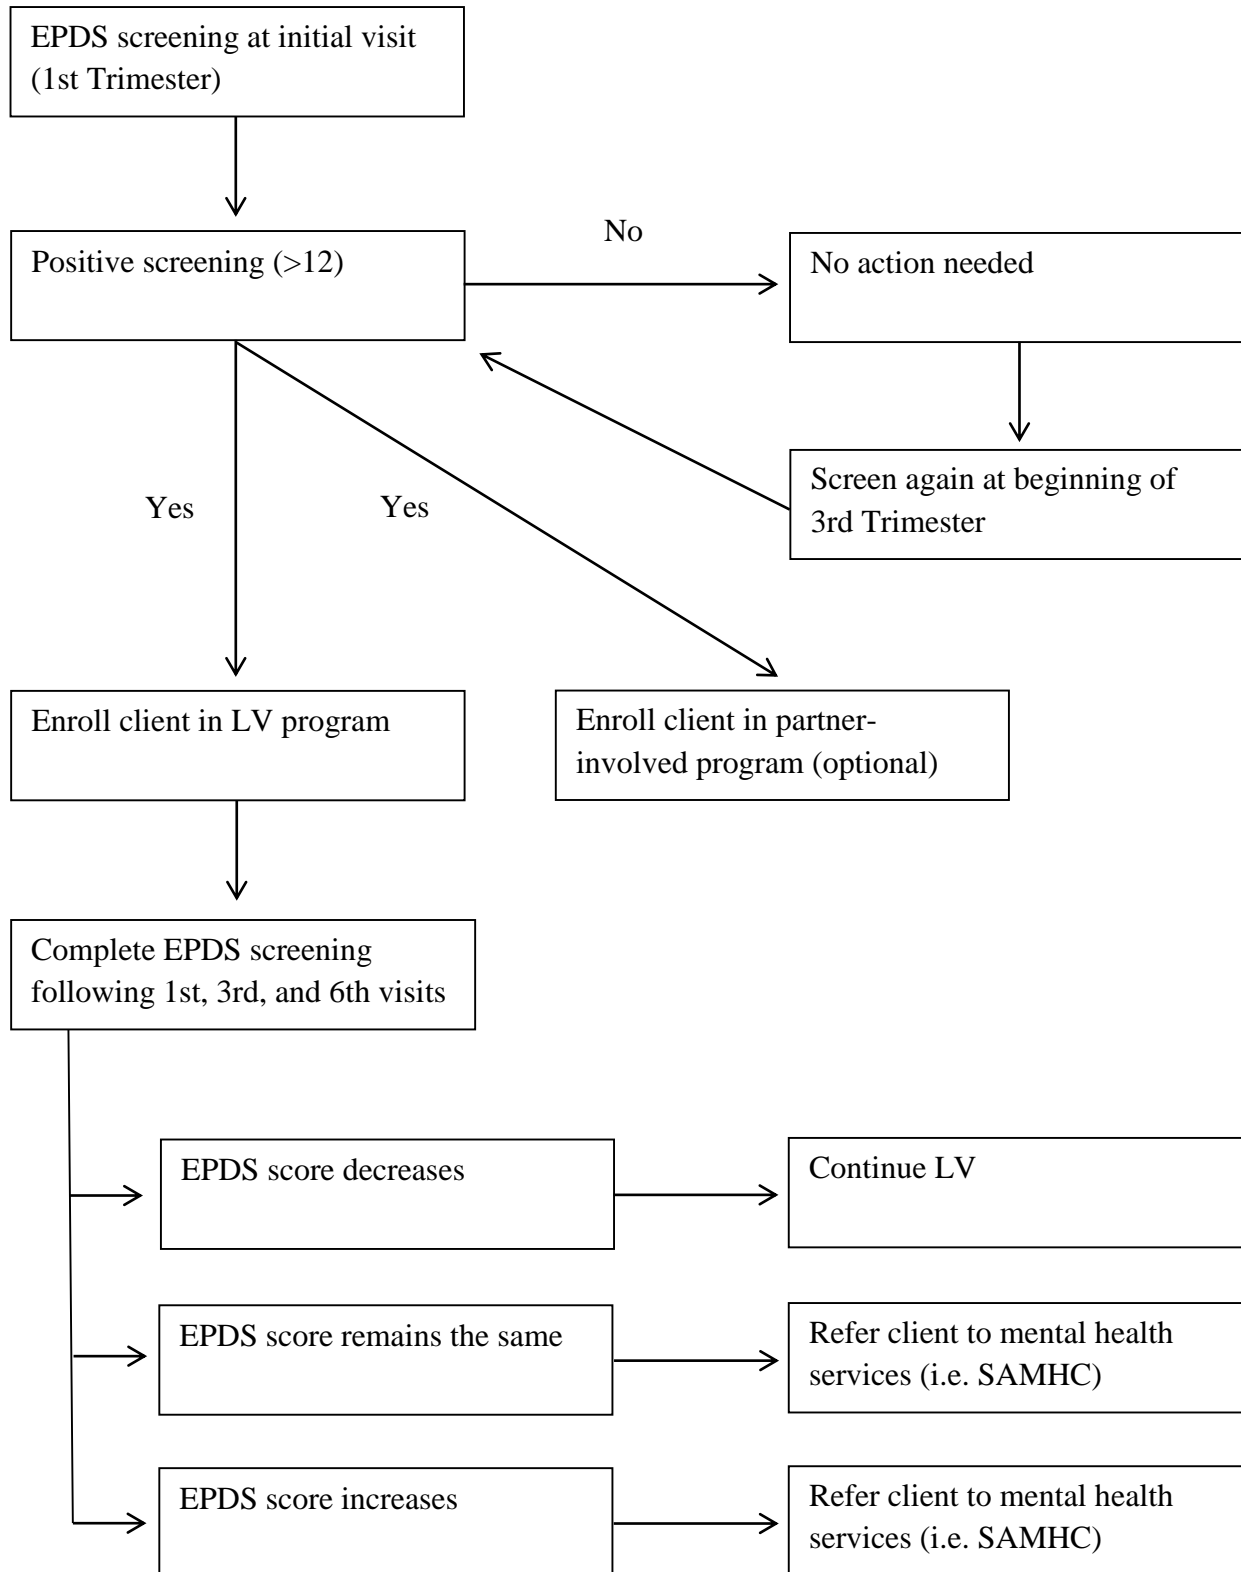 EPDS screening at initial visit
(1st Trimester)
No
Positive screening (>12)
No action needed
Screen again at beginning of
3rd Trimester
Yes
Yes
Enroll client in LV program
Enroll client in partner-
involved program (optional)
Complete EPDS screening
following 1st, 3rd, and 6th visits
EPDS score decreases
Continue LV
EPDS score remains the same
Refer client to mental health
services (i.e. SAMHC)
EPDS score increases
Refer client to mental health
services (i.e. SAMHC)